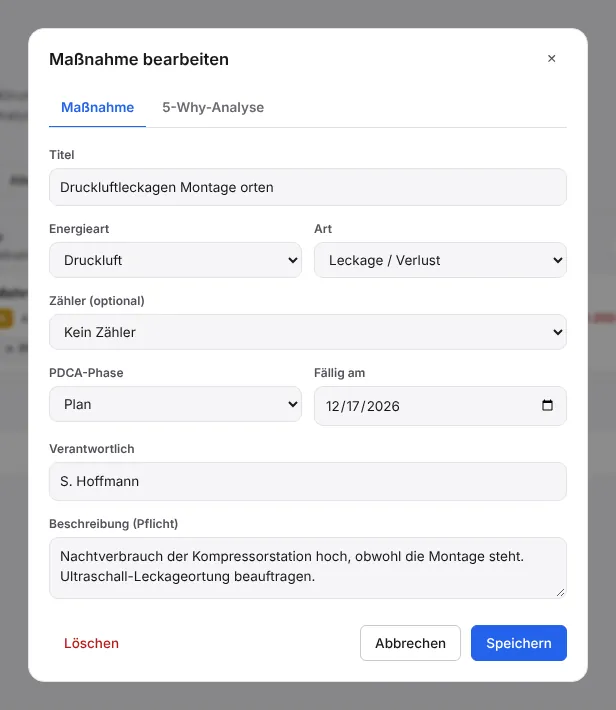 Maßnahme bearbeiten
×
Maßnahme 5-Why-Analyse
Titel
Druckluftleckagen Montage orten
Energieart Art
Druckluft Leckage / Verlust
Zähler (optional)
Kein Zähler
PDCA-Phase Fällig am
Plan 12/17/2026
Verantwortlich
S. Hoffmann
Beschreibung (Pflicht)
Nachtverbrauch der Kompressorstation hoch, obwohl die Montage steht.
Ultraschall-Leckageortung beauftragen.
Löschen Abbrechen Speichern